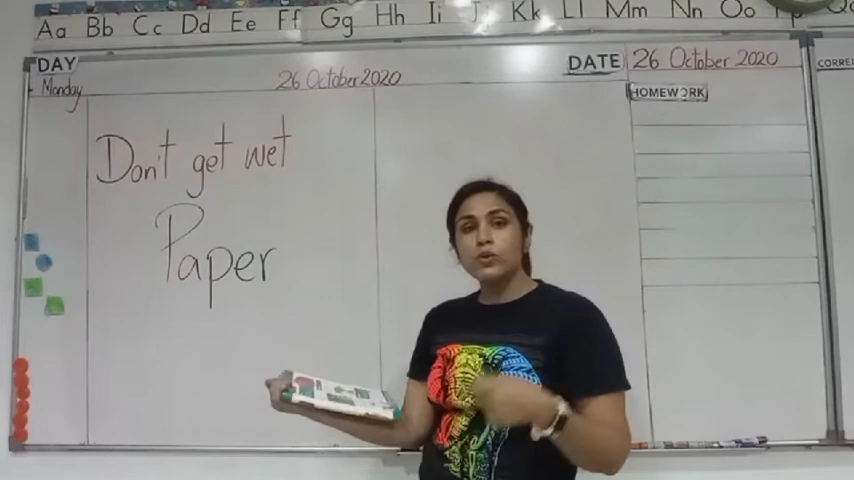 Aa Bb Cc Dd Ee Ff Gg Hh Ii Jj Kk Ll Mm Nn Oo Pp
DAY
26 October 2020
DATE
26 October 2020
Monday
HOMEWORK
Don't get wet
Paper